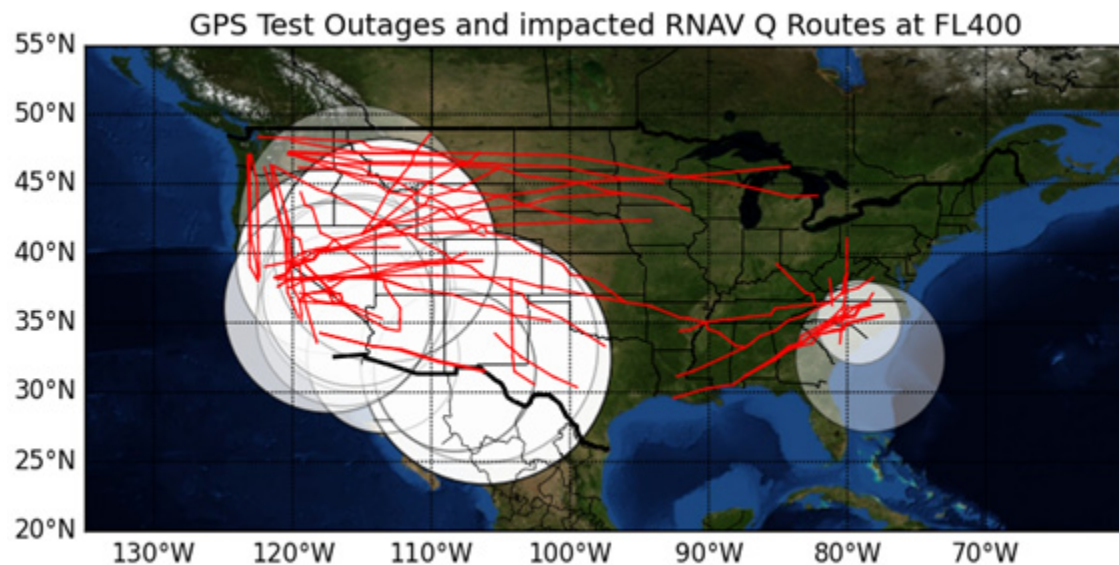 GPS Test Outages and impacted RNAV Q Routes at FL400
55°N
50°N
45°N
40°N
35°N
30°N
25°N
20°N
130°W 120°W 110°W 100°W 90°W 80°W 70°W